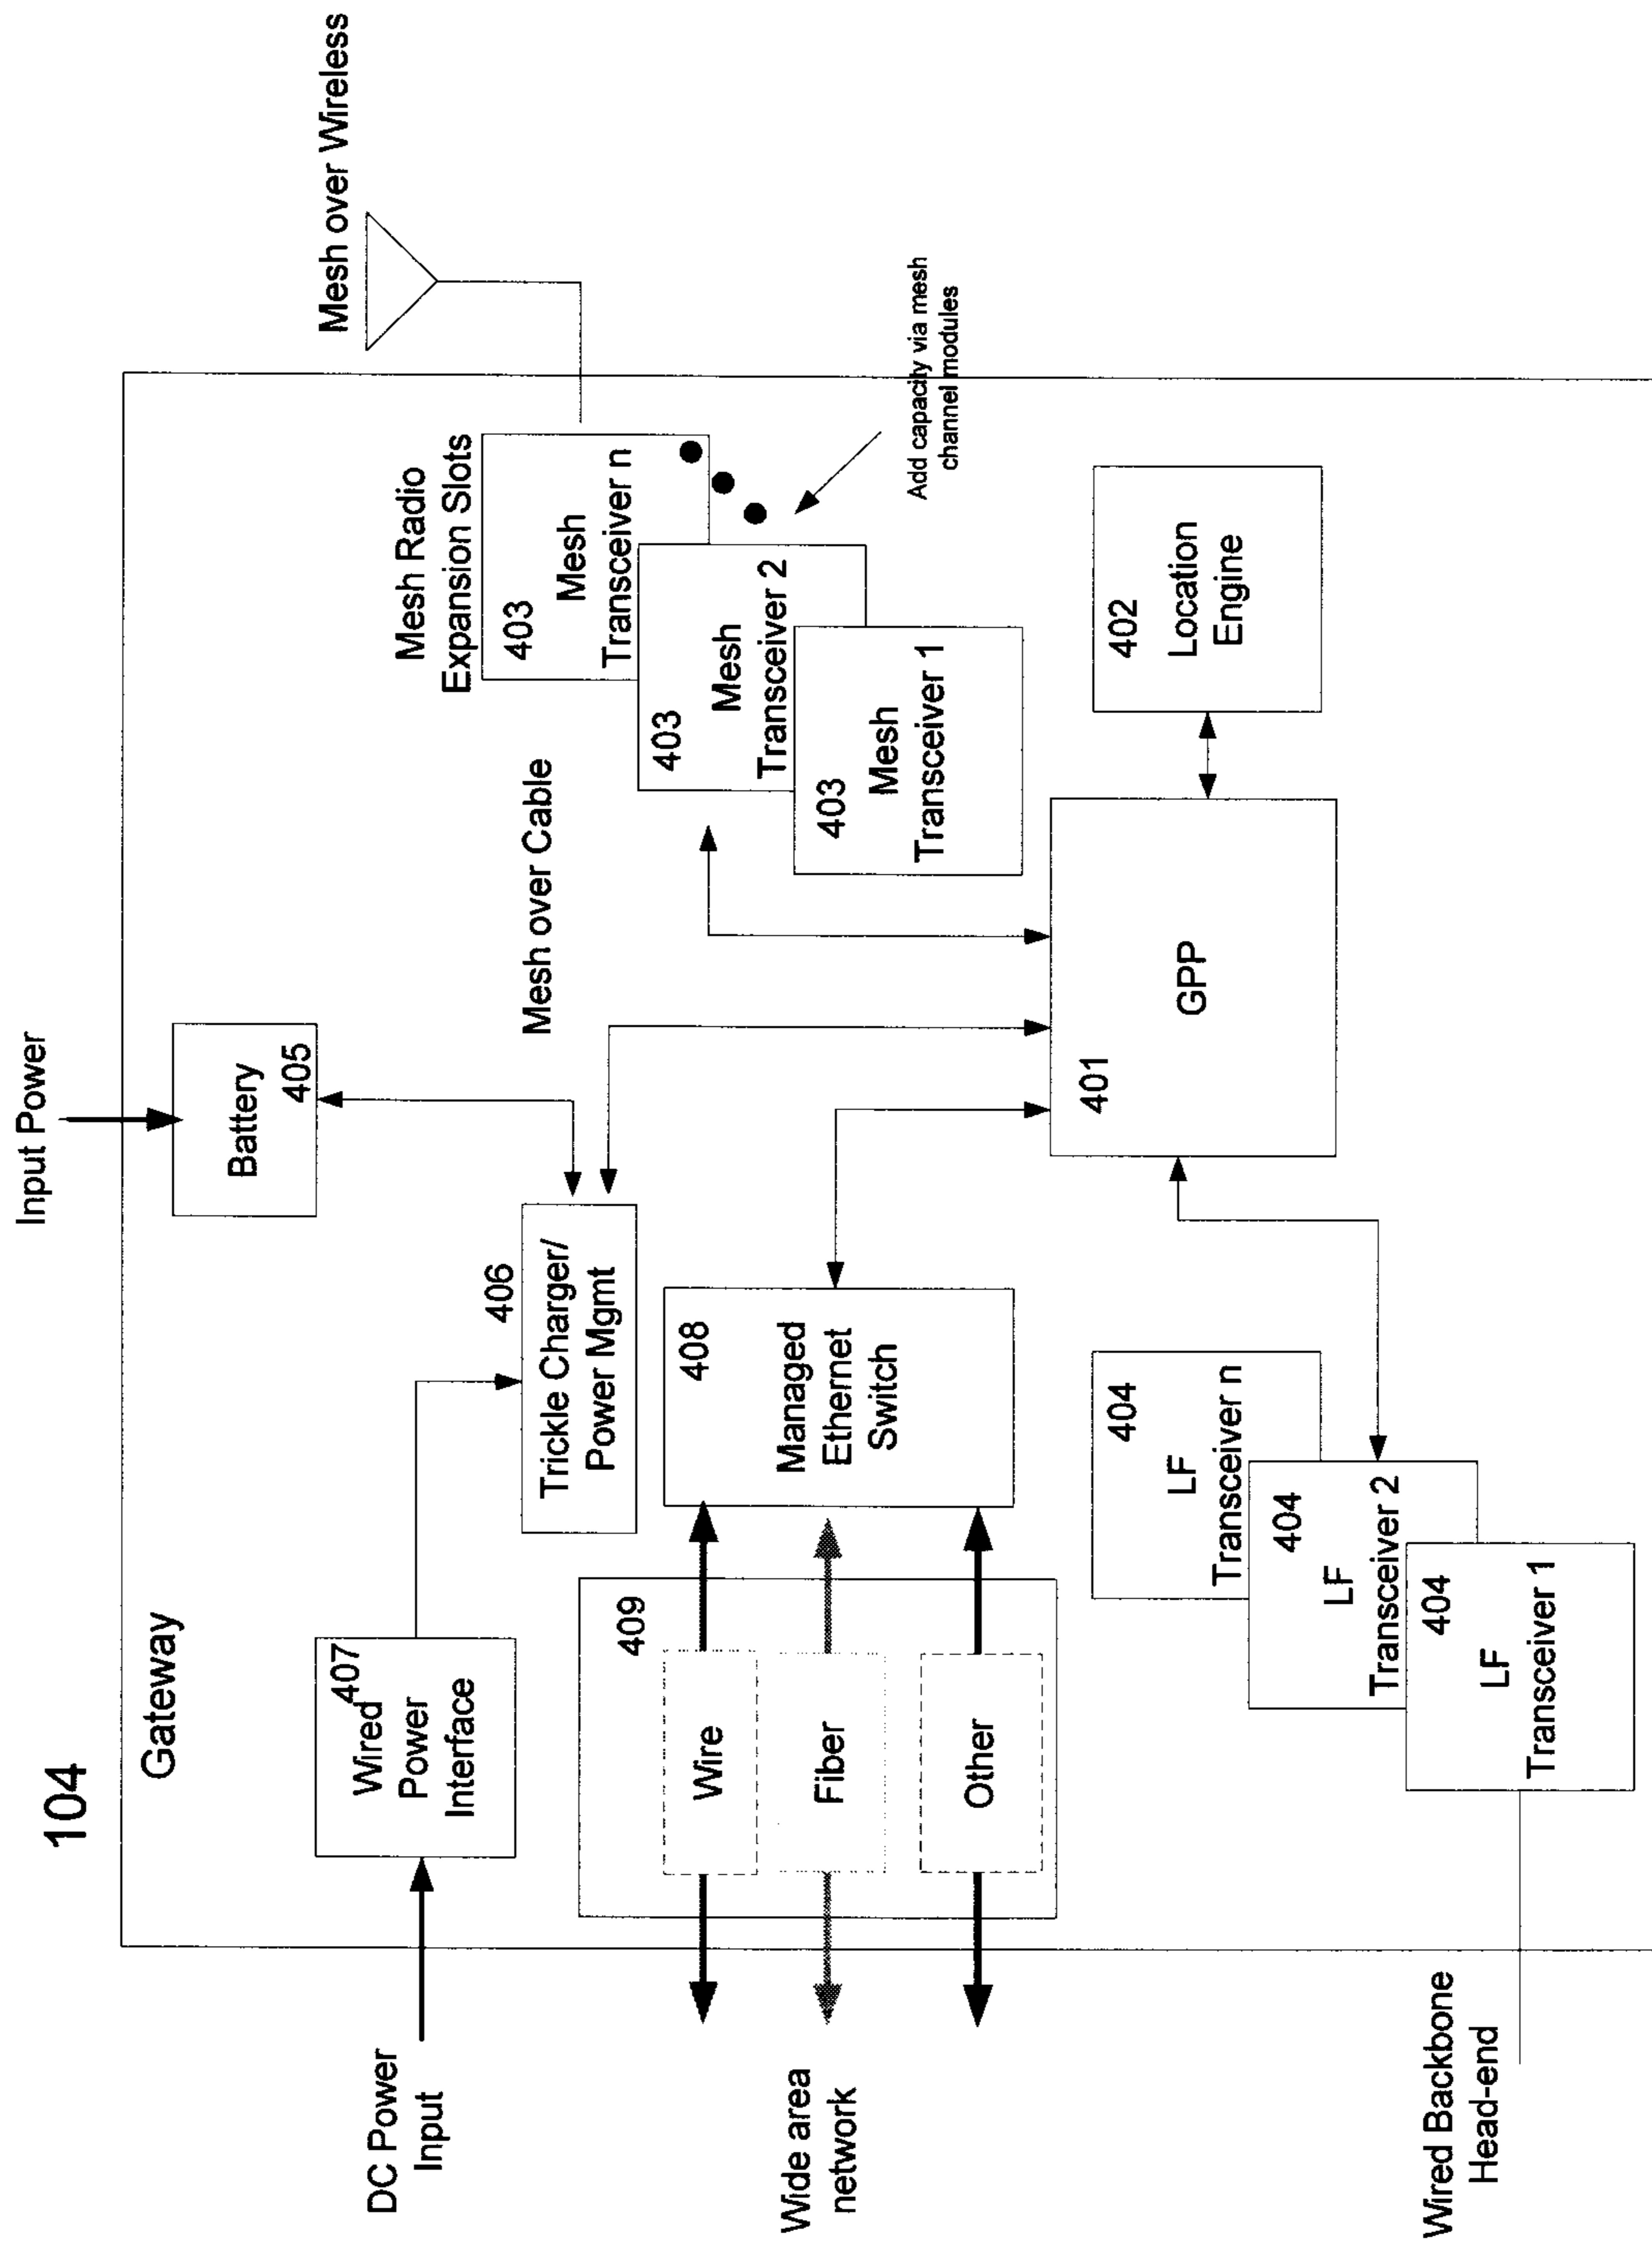 104
Gateway
Input Power
DC Power
Input
407
Wired
Power
Interface
Battery
405
406
Trickle Charger/
Power Mgmt
Mesh over Cable
Mesh Radio
Expansion Slots
Mesh over Wireless
403
Mesh
Transceiver n
403
Mesh
Transceiver 2
403
Mesh
Transceiver 1
Add capacity via mesh
channel modules
Wide area
network
409
Wire
Fiber
Other
408
Managed
Ethernet
Switch
401
GPP
402
Location
Engine
404
LF
Transceiver n
404
LF
Transceiver 2
404
LF
Transceiver 1
Wired Backbone
Head-end